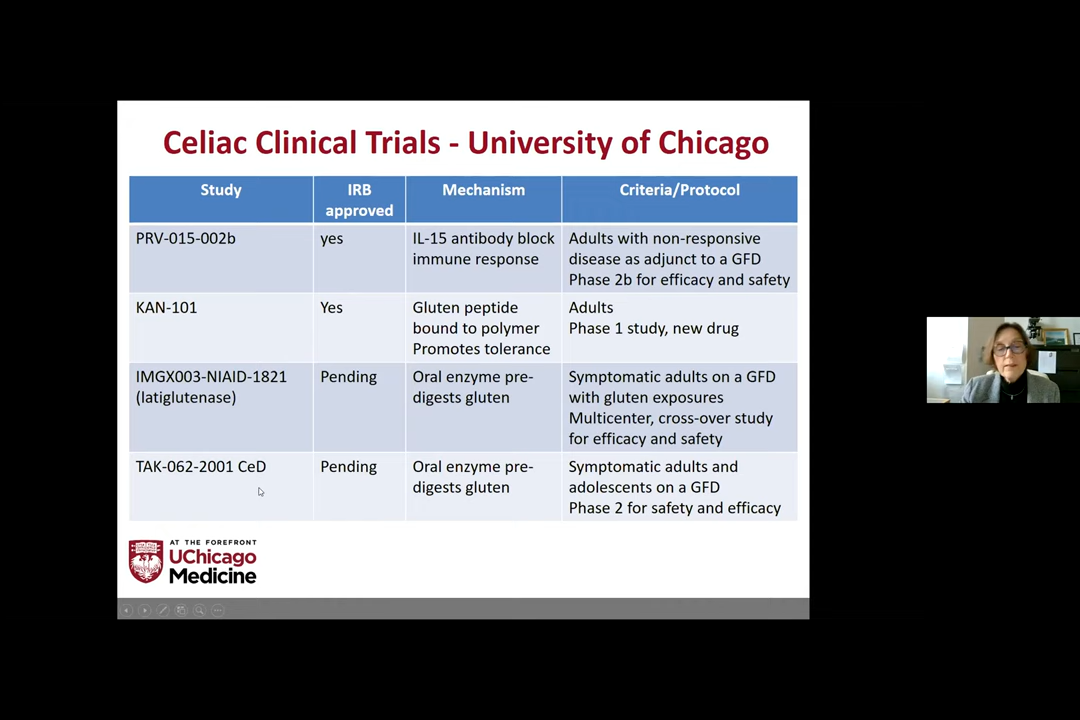 Celiac Clinical Trials - University of Chicago
Study
IRB
approved
Mechanism
Criteria/Protocol
PRV-015-002b
yes
IL-15 antibody block
immune response
Adults with non-responsive
disease as adjunct to a GFD
Phase 2b for efficacy and safety
KAN-101
Yes
Gluten peptide
bound to polymer
Promotes tolerance
Adults
Phase 1 study, new drug
IMGX003-NIAID-1821
(latiglutenase)
Pending
Oral enzyme pre-
digests gluten
Symptomatic adults on a GFD
with gluten exposures
Multicenter, cross-over study
for efficacy and safety
TAK-062-2001 CeD
Pending
Oral enzyme pre-
digests gluten
Symptomatic adults and
adolescents on a GFD
Phase 2 for safety and efficacy
AT THE FOREFRONT
UChicago
Medicine